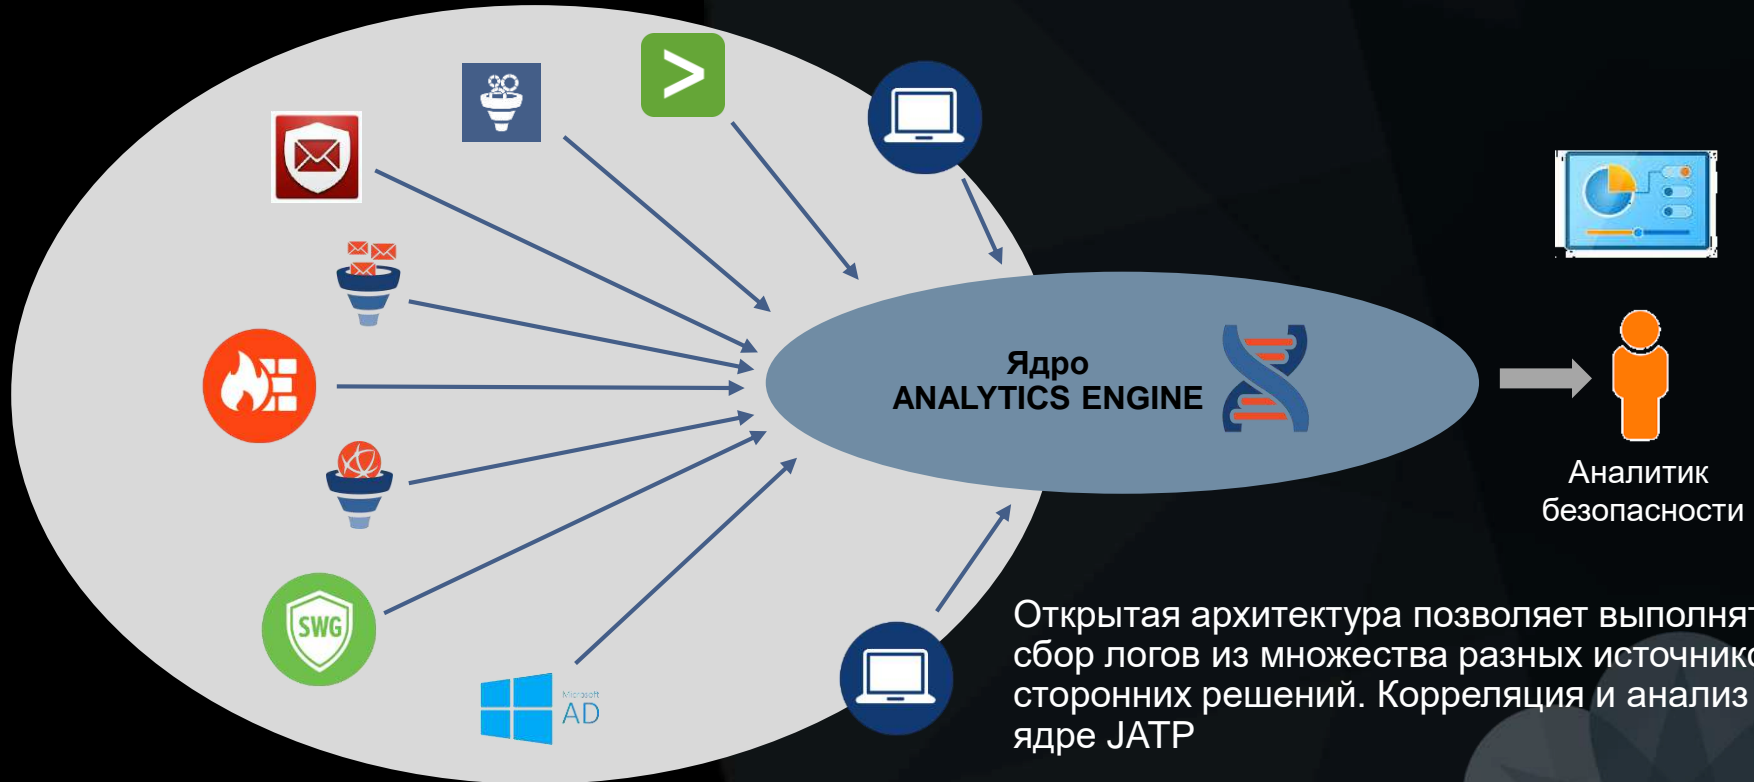 >
Ядро
ANALYTICS ENGINE
Аналитик
безопасности
SWG
Microsoft
AD
Открытая архитектура позволяет выполнят
сбор логов из множества разных источнико
сторонних решений. Корреляция и анализ
ядре JATP